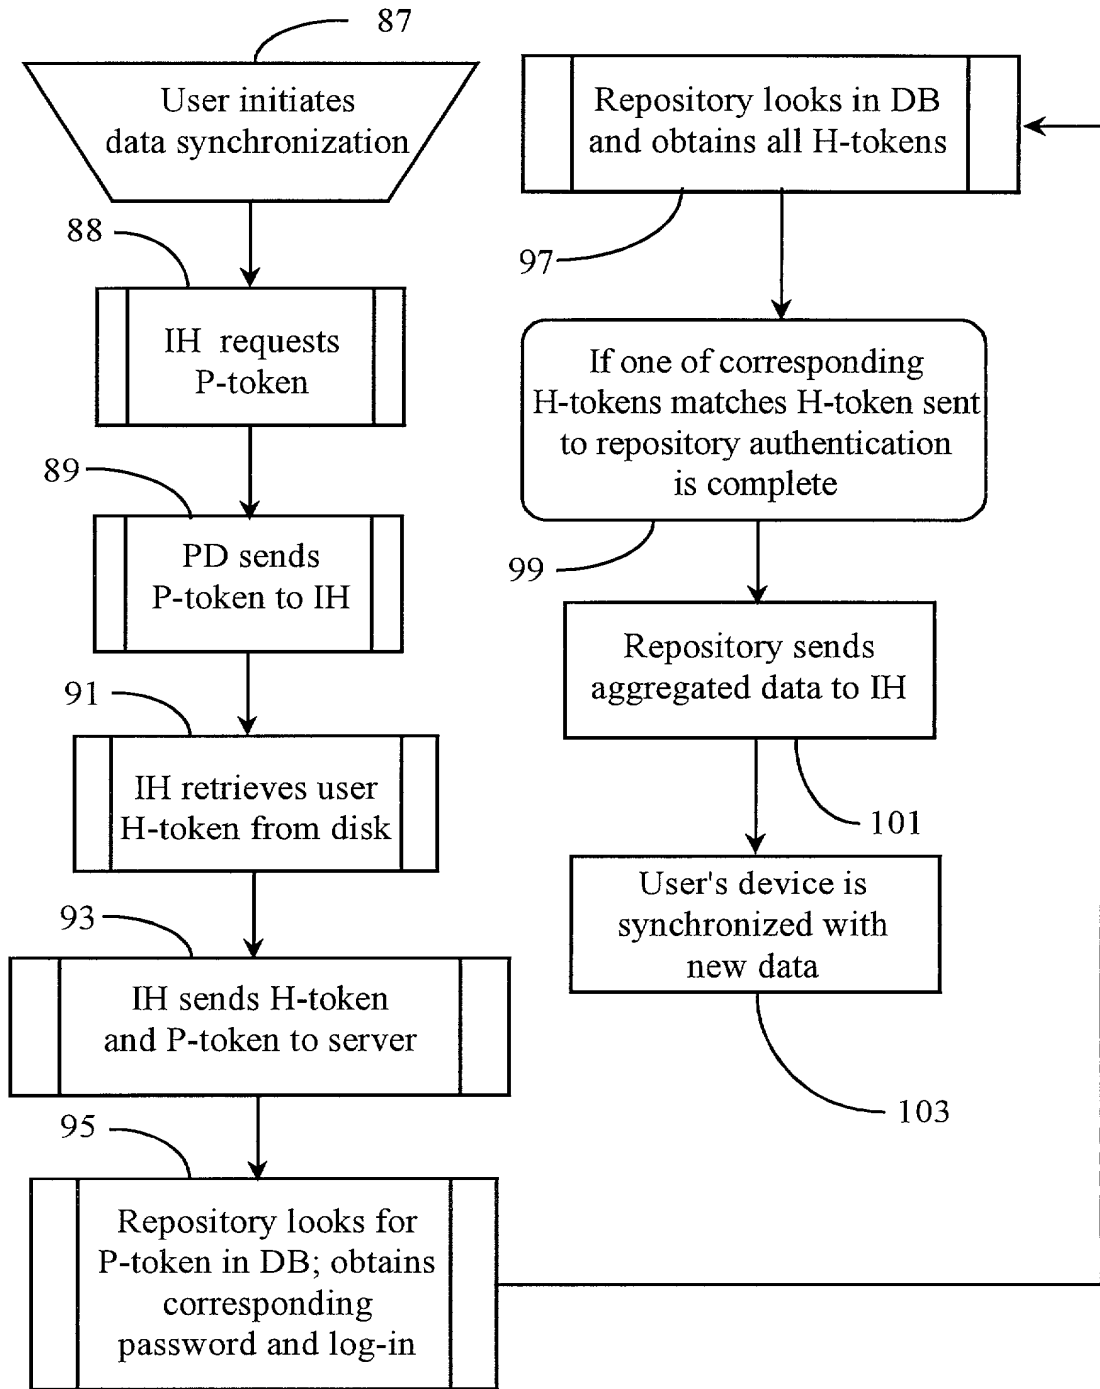 87
User initiates
data synchronization
88
IH requests
P-token
89
PD sends
P-token to IH
91
IH retrieves user
H-token from disk
93
IH sends H-token
and P-token to server
95
Repository looks for
P-token in DB; obtains
corresponding
password and log-in
Repository looks in DB
and obtains all H-tokens
97
If one of corresponding
H-tokens matches H-token sent
to repository authentication
is complete
99
Repository sends
aggregated data to IH
101
User's device is
synchronized with
new data
103